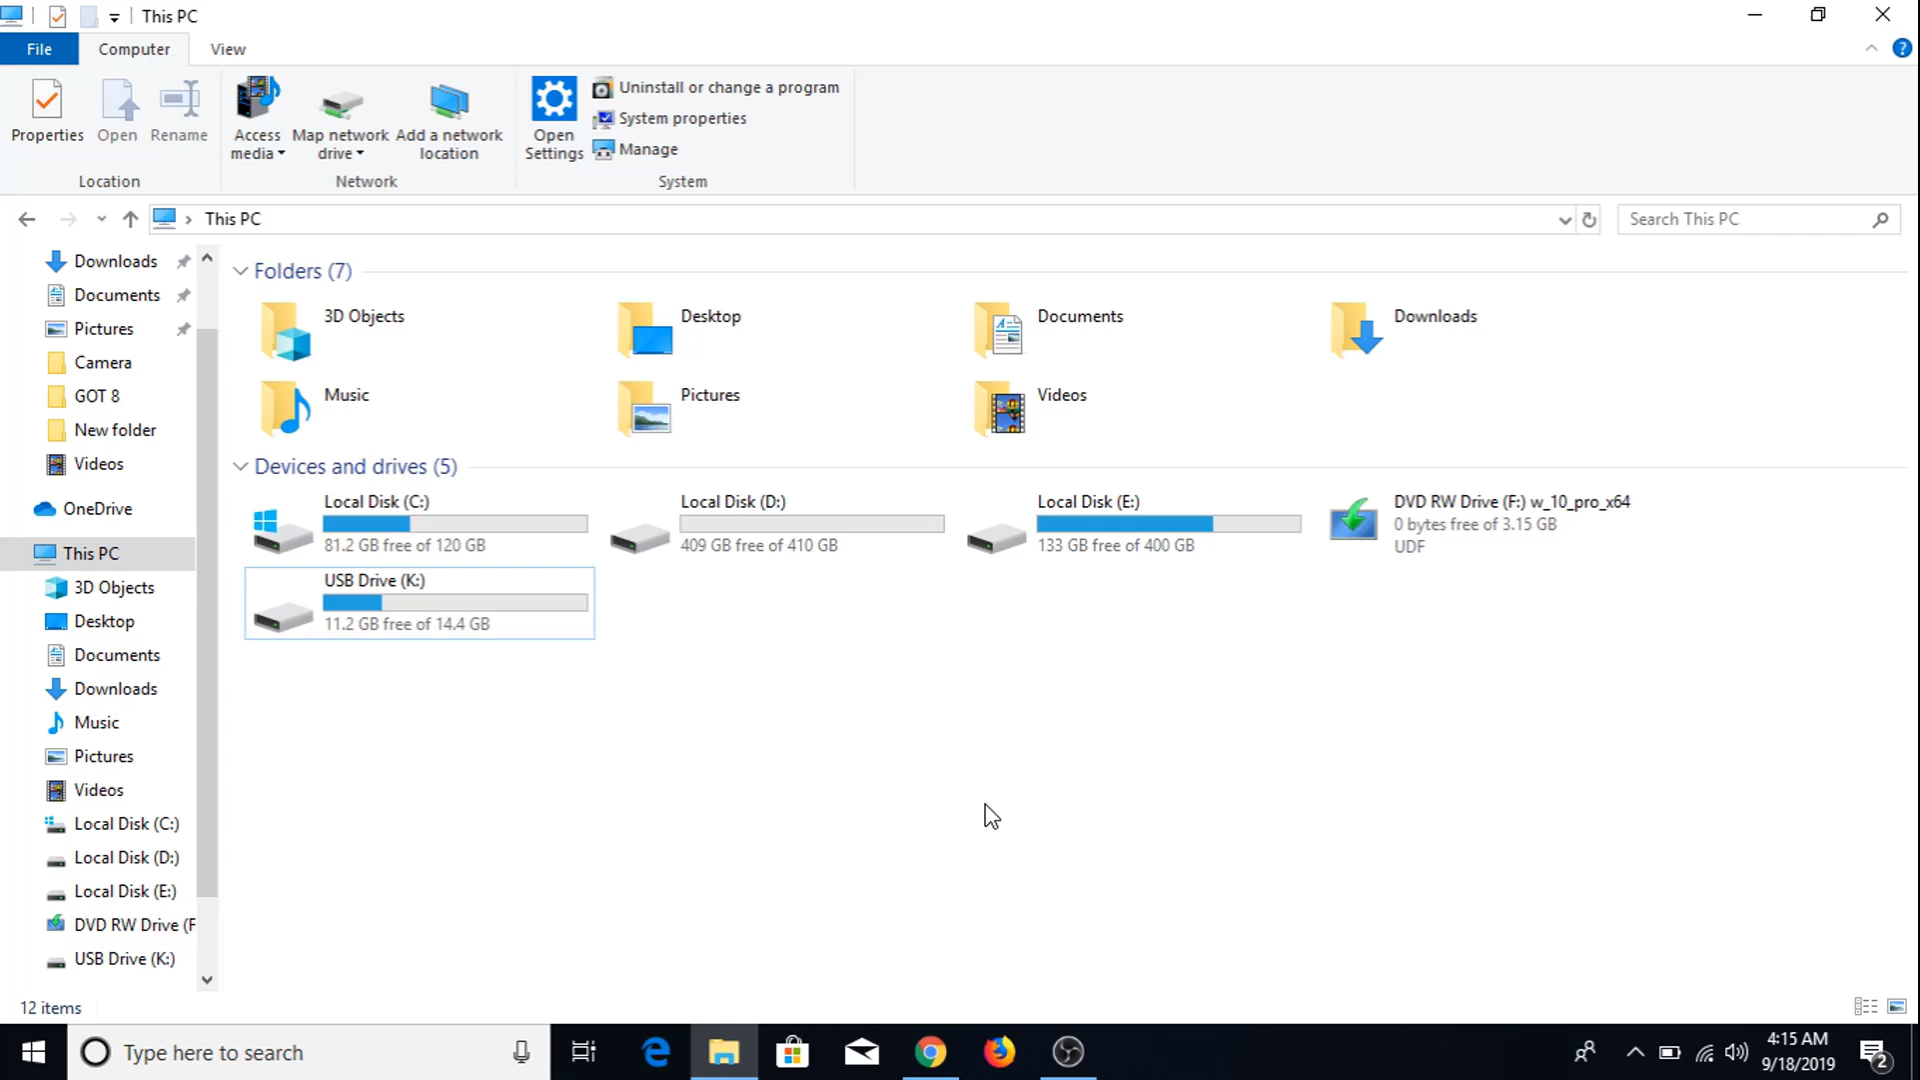 This PC
File
Computer
View
Properties
Open
Rename
Access
media
Map network
drive
Add a network
location
Open
Settings
Uninstall or change a program
System properties
Manage
Location
Network
System
This PC
Search This PC
Downloads
Documents
Pictures
Camera
GOT 8
New folder
Videos
OneDrive
This PC
3D Objects
Desktop
Documents
Downloads
Music
Pictures
Videos
Local Disk (C:)
Local Disk (D:)
Local Disk (E:)
DVD RW Drive (F
USB Drive (K:)
Folders (7)
3D Objects
Desktop
Documents
Downloads
Music
Pictures
Videos
Devices and drives (5)
Local Disk (C:)
81.2 GB free of 120 GB
Local Disk (D:)
409 GB free of 410 GB
Local Disk (E:)
133 GB free of 400 GB
DVD RW Drive (F:) w_10_pro_x64
0 bytes free of 3.15 GB
UDF
USB Drive (K:)
11.2 GB free of 14.4 GB
12 items
Type here to search
4:15 AM
9/18/2019
2